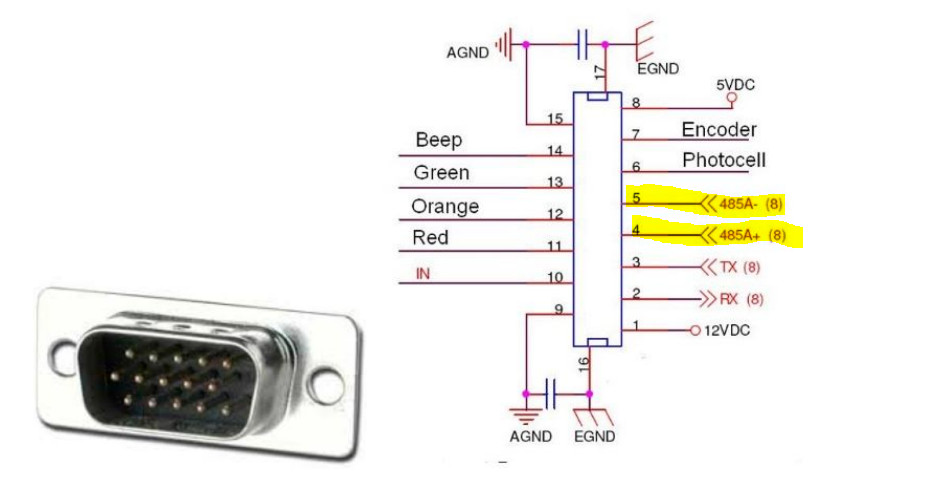 AGND
EGND
17
5VDC
8
15
7 Encoder
Beep
14
6 Photocell
Green
13
5 485A- (8)
Orange
12
4 485A+ (8)
Red
11
3 TX (8)
IN
10
2 RX (8)
9
1 12VDC
16
AGND
EGND